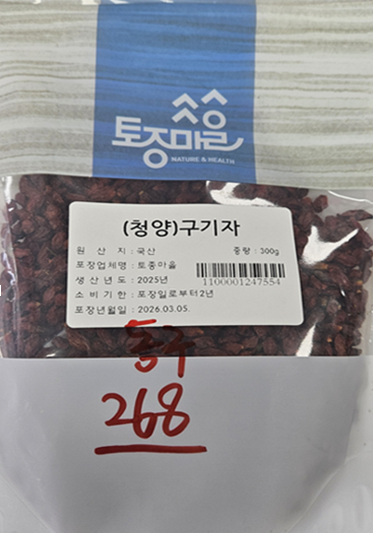 토종마을
NATURE & HEALTH
(청양)구기자
원 산 지 : 국산 중량 : 300g
포장업체명 : 토종마을
생 산 년 도 : 2025년
소 비 기 한 : 포장일로부터2년
포장년월일 : 2026.03.05.
1100001247554
268